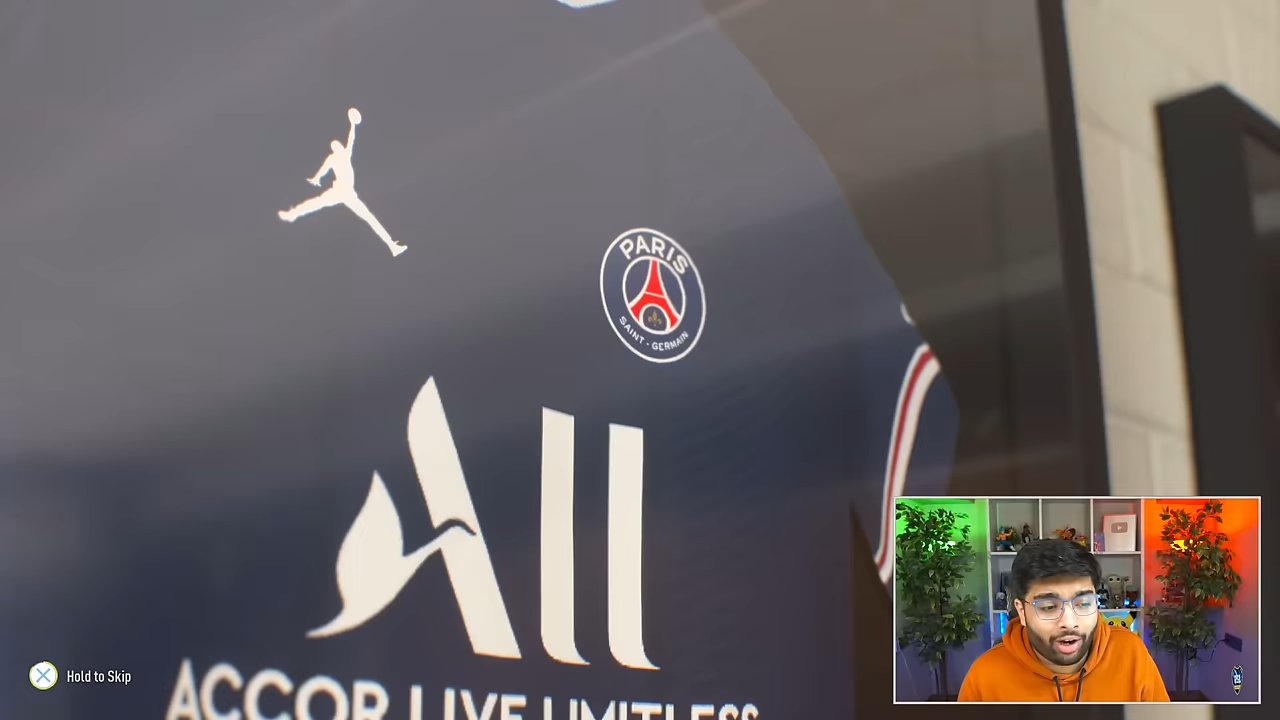 PARIS
SAINT-GERMAIN
All
ACCOR LIVE LIMITLESS
Hold to Skip